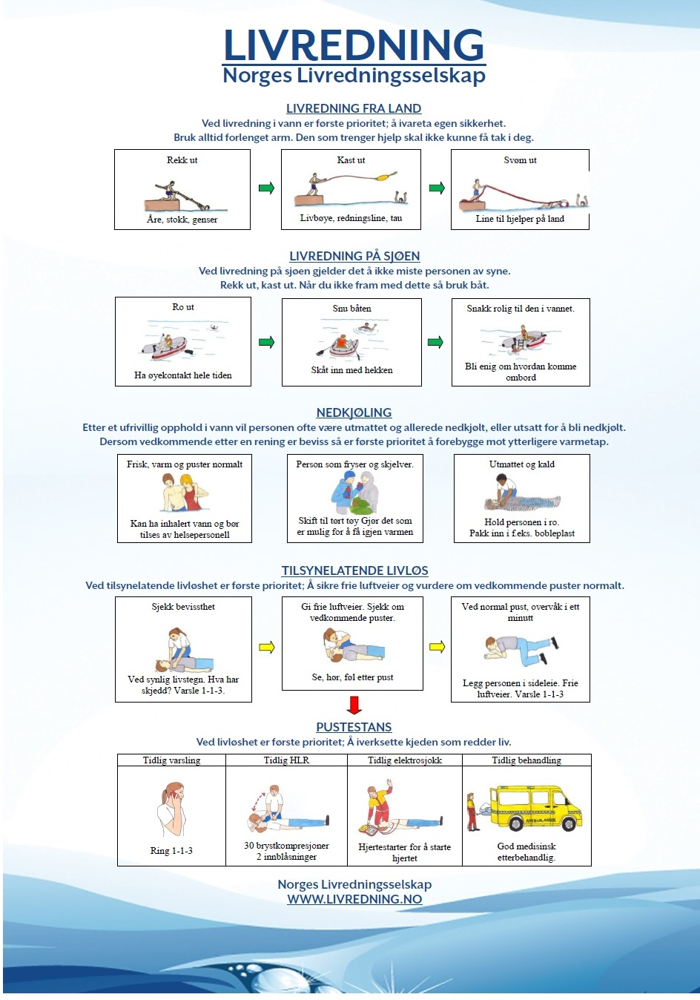 LIVREDNING
Norges Livredningsselskap
LIVREDNING FRA LAND
Ved livredning i vann er første prioritet; å ivareta egen sikkerhet.
Bruk alltid forlenget arm. Den som trenger hjelp skal ikke kunne få tak i deg.
Rekk ut
Åre, stokk, genser
Kast ut
Livbøye, redningsline, tau
Svøm ut
Line til hjelper på land
LIVREDNING PÅ SJØEN
Ved livredning på sjøen gjelder det å ikke miste personen av syne.
Rekk ut, kast ut. Når du ikke fram med dette så bruk båt.
Ro ut
Ha øyekontakt hele tiden
Snu båten
Skåt inn med hekken
Snakk rolig til den i vannet.
Bli enig om hvordan komme
ombord
NEDKJØLING
Etter et ufrivillig opphold i vann vil personen ofte være utmattet og allerede nedkjølt, eller utsatt for å bli nedkjølt.
Dersom vedkommende etter en rening er beviss så er første prioritet å forebygge mot ytterligere varmetap.
Frisk, varm og puster normalt
Kan ha inhalert vann og bør
tilses av helsepersonell
Person som fryser og skjelver.
Skift til tørt tøy Gjør det som
er mulig for å få igjen varmen
Utmattet og kald
Hold personen i ro.
Pakk inn i f.eks. bobleplast
TILSYNELATENDE LIVLØS
Ved tilsynelatende livløshet er første prioritet; Å sikre frie luftveier og vurdere om vedkommende puster normalt.
Sjekk bevissthet
Ved synlig livstegn. Hva har
skjedd? Varsle 1-1-3.
Gi frie luftveier. Sjekk om
vedkommende puster.
Se, hør, føl etter pust
Ved normal pust, overvåk i ett
minutt
Legg personen i sideleie. Frie
luftveier. Varsle 1-1-3
PUSTESTANS
Ved livløshet er første prioritet; Å iverksette kjeden som redder liv.
Tidlig varsling
Ring 1-1-3
Tidlig HLR
30 brystkompresjoner
2 innblåsninger
Tidlig elektrosjokk
Hjertestarter for å starte
hjertet
Tidlig behandling
AMBULANSE
God medisinsk
etterbehandlig.
Norges Livredningsselskap
WWW.LIVREDNING.NO